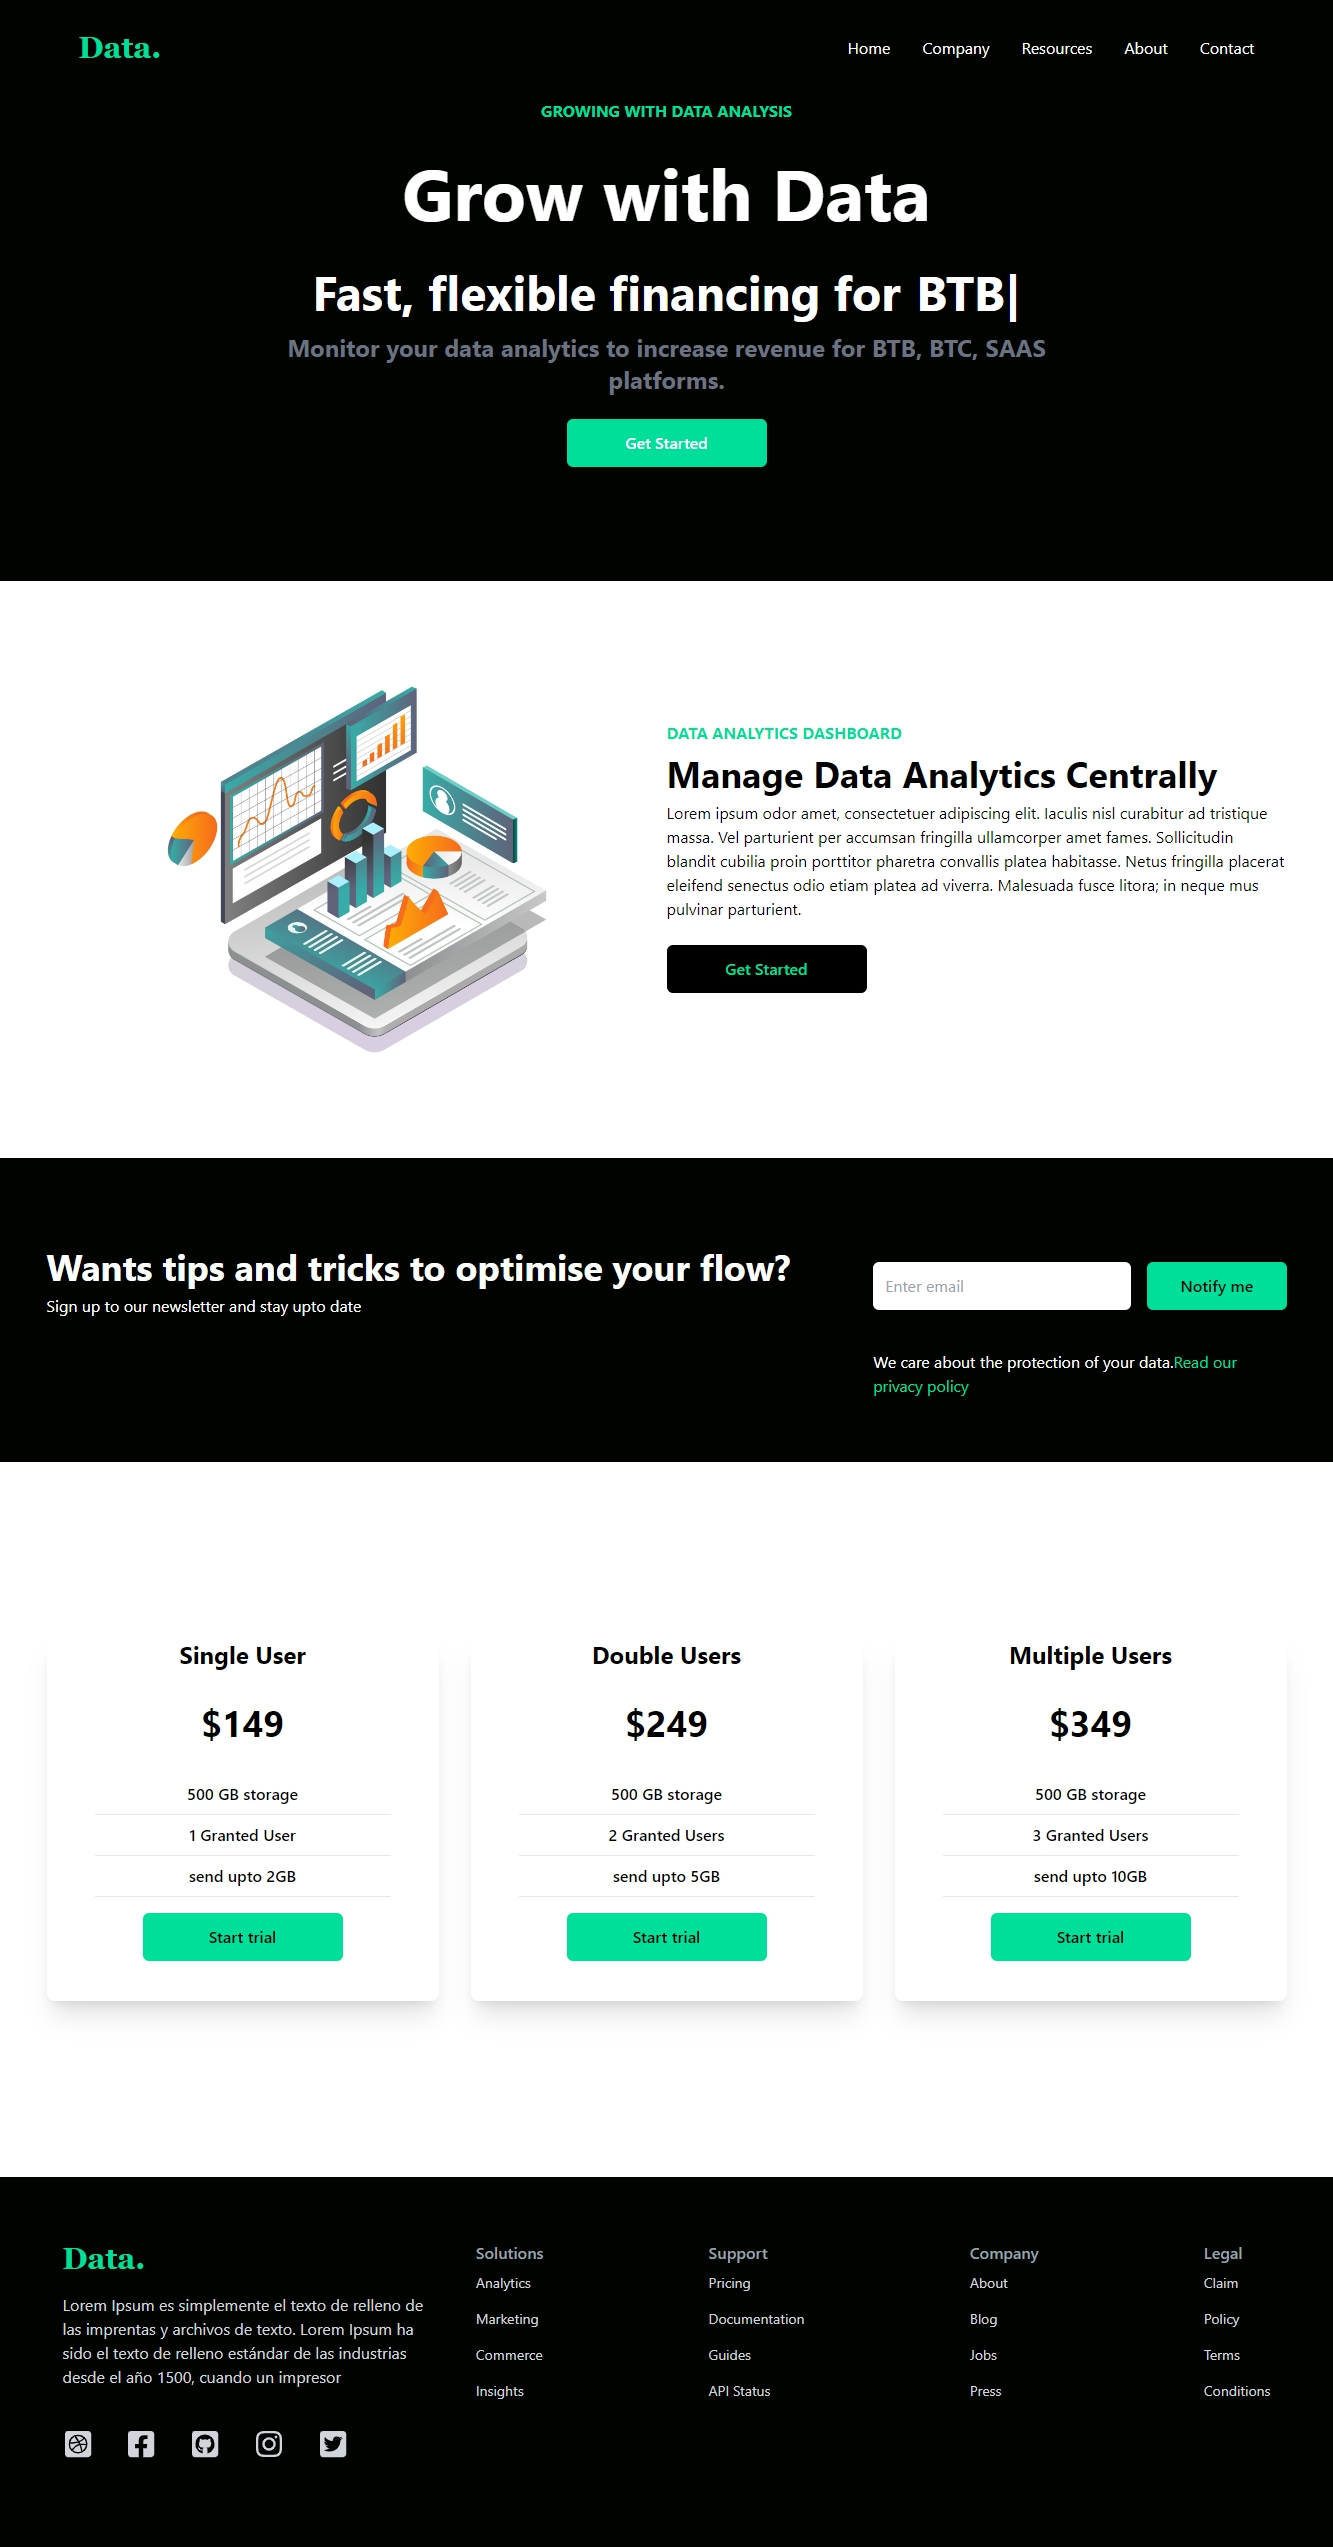 Data.
Home Company Resources About Contact
GROWING WITH DATA ANALYSIS
Grow with Data
Fast, flexible financing for BTB|
Monitor your data analytics to increase revenue for BTB, BTC, SAAS
platforms.
Get Started
DATA ANALYTICS DASHBOARD
Manage Data Analytics Centrally
Lorem ipsum odor amet, consectetuer adipiscing elit. Iaculis nisl curabitur ad tristique
massa. Vel parturient per accumsan fringilla ullamcorper amet fames. Sollicitudin
blandit cubilia proin porttitor pharetra convallis platea habitasse. Netus fringilla placerat
eleifend senectus odio etiam platea ad viverra. Malesuada fusce litora; in neque mus
pulvinar parturient.
Get Started
Wants tips and tricks to optimise your flow?
Sign up to our newsletter and stay upto date
Enter email
Notify me
We care about the protection of your data.Read our
privacy policy
Single User
$149
500 GB storage
1 Granted User
send upto 2GB
Start trial
Double Users
$249
500 GB storage
2 Granted Users
send upto 5GB
Start trial
Multiple Users
$349
500 GB storage
3 Granted Users
send upto 10GB
Start trial
Data.
Lorem Ipsum es simplemente el texto de relleno de
las imprentas y archivos de texto. Lorem Ipsum ha
sido el texto de relleno estándar de las industrias
desde el año 1500, cuando un impresor
Solutions
Analytics
Marketing
Commerce
Insights
Support
Pricing
Documentation
Guides
API Status
Company
About
Blog
Jobs
Press
Legal
Claim
Policy
Terms
Conditions